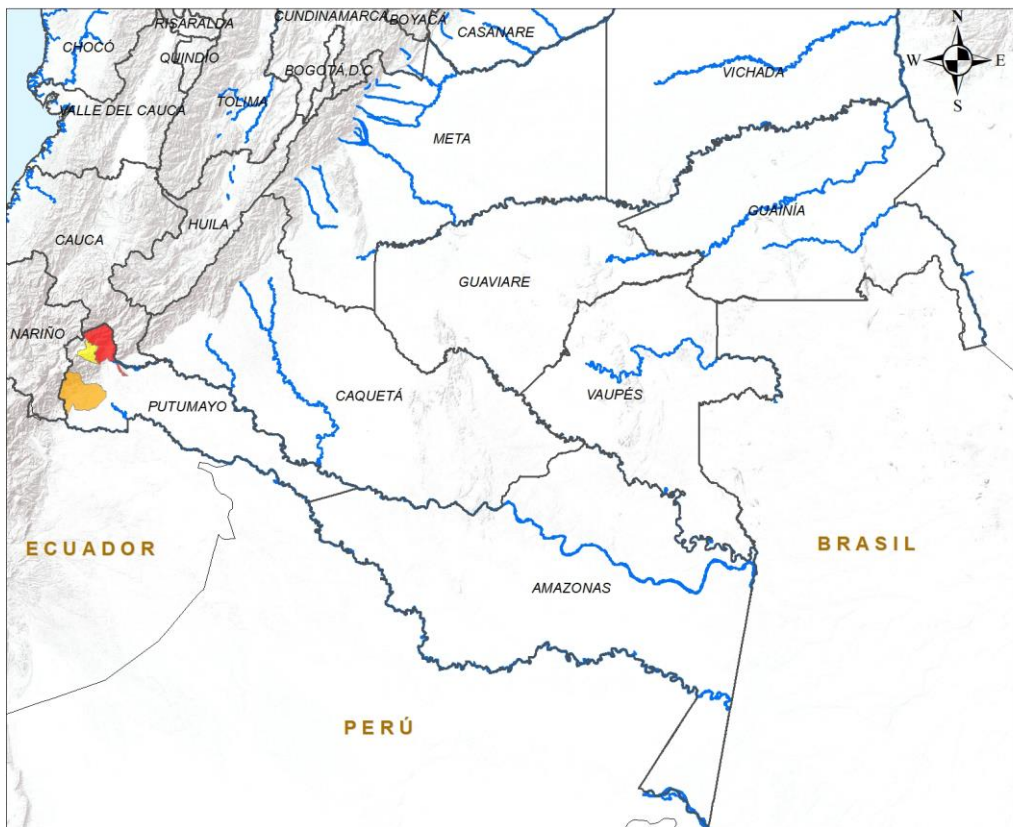 CUNDINAMARCA
BOYACÁ
RISARALDA
CASANARE
N
CHOCÓ
QUINDÍO
BOGOTÁ, D.C
W
E
VICHADA
TOLIMA
S
VALLE DEL CAUCA
META
GUAINÍA
HUILA
CAUCA
GUAVIARE
NARIÑO
CAQUETÁ
VAUPÉS
PUTUMAYO
ECUADOR
BRASIL
AMAZONAS
PERÚ